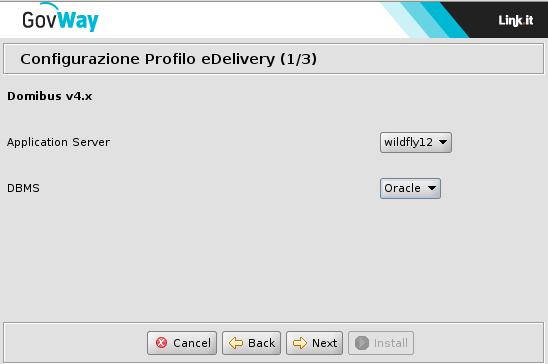 GovWay
Link.it
Configurazione Profilo eDelivery (1/3)
Domibus v4.x
Application Server
wildfly12
DBMS
Oracle
Cancel
Back
Next
Install